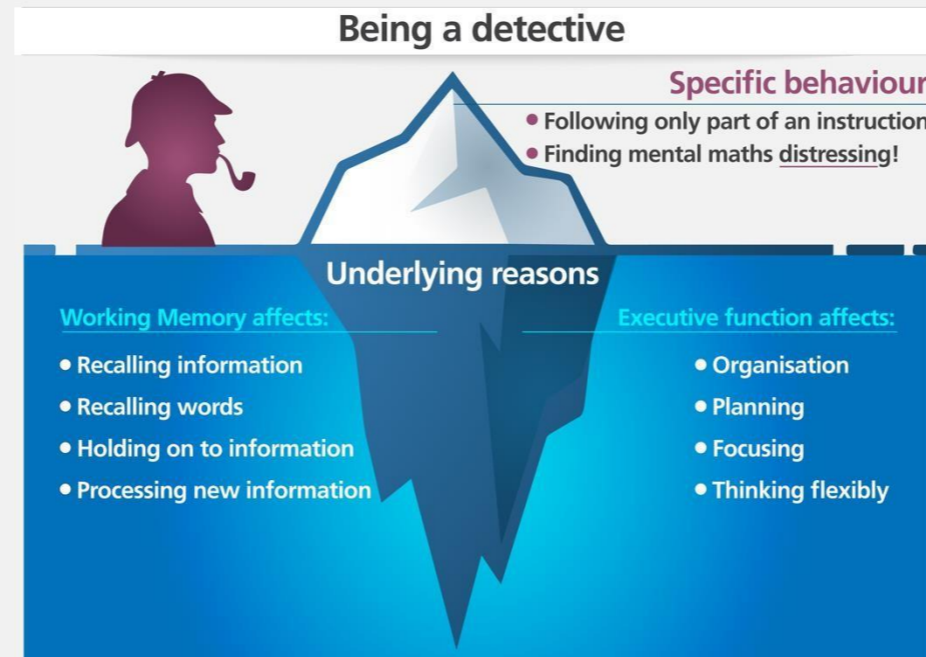 Being a detective
Specific behaviour
• Following only part of an instruction
• Finding mental maths distressing!
Underlying reasons
Working Memory affects:
• Recalling information
• Recalling words
• Holding on to information
• Processing new information
Executive function affects:
• Organisation
• Planning
• Focusing
• Thinking flexibly